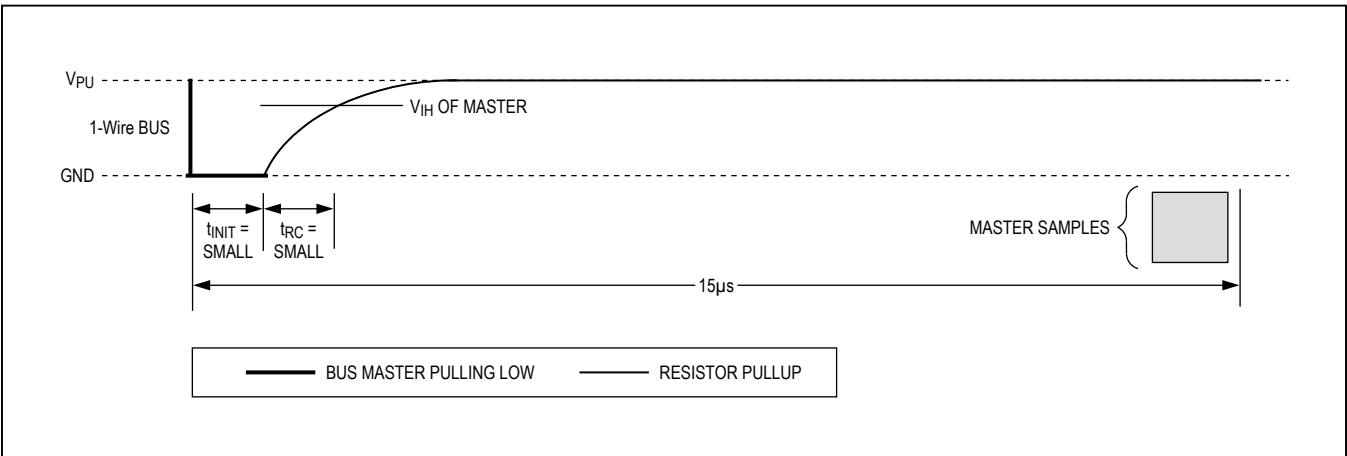 VPU
VIH OF MASTER
1-Wire BUS
GND
tINIT =
SMALL
tRC =
SMALL
MASTER SAMPLES
15µs
BUS MASTER PULLING LOW
RESISTOR PULLUP